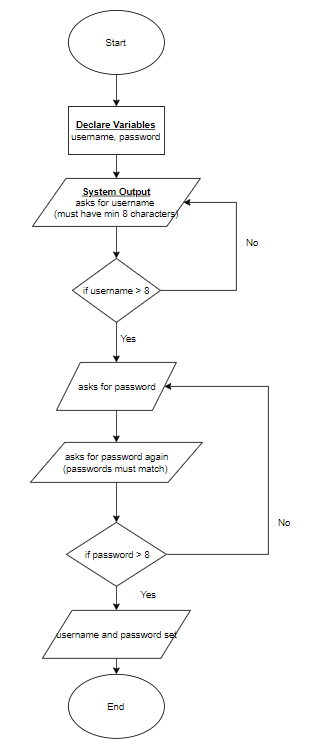 Start
Declare Variables
username, password
System Output
asks for username
(must have min 8 characters)
No
if username > 8
Yes
asks for password
asks for password again
(passwords must match)
No
if password > 8
Yes
username and password set
End